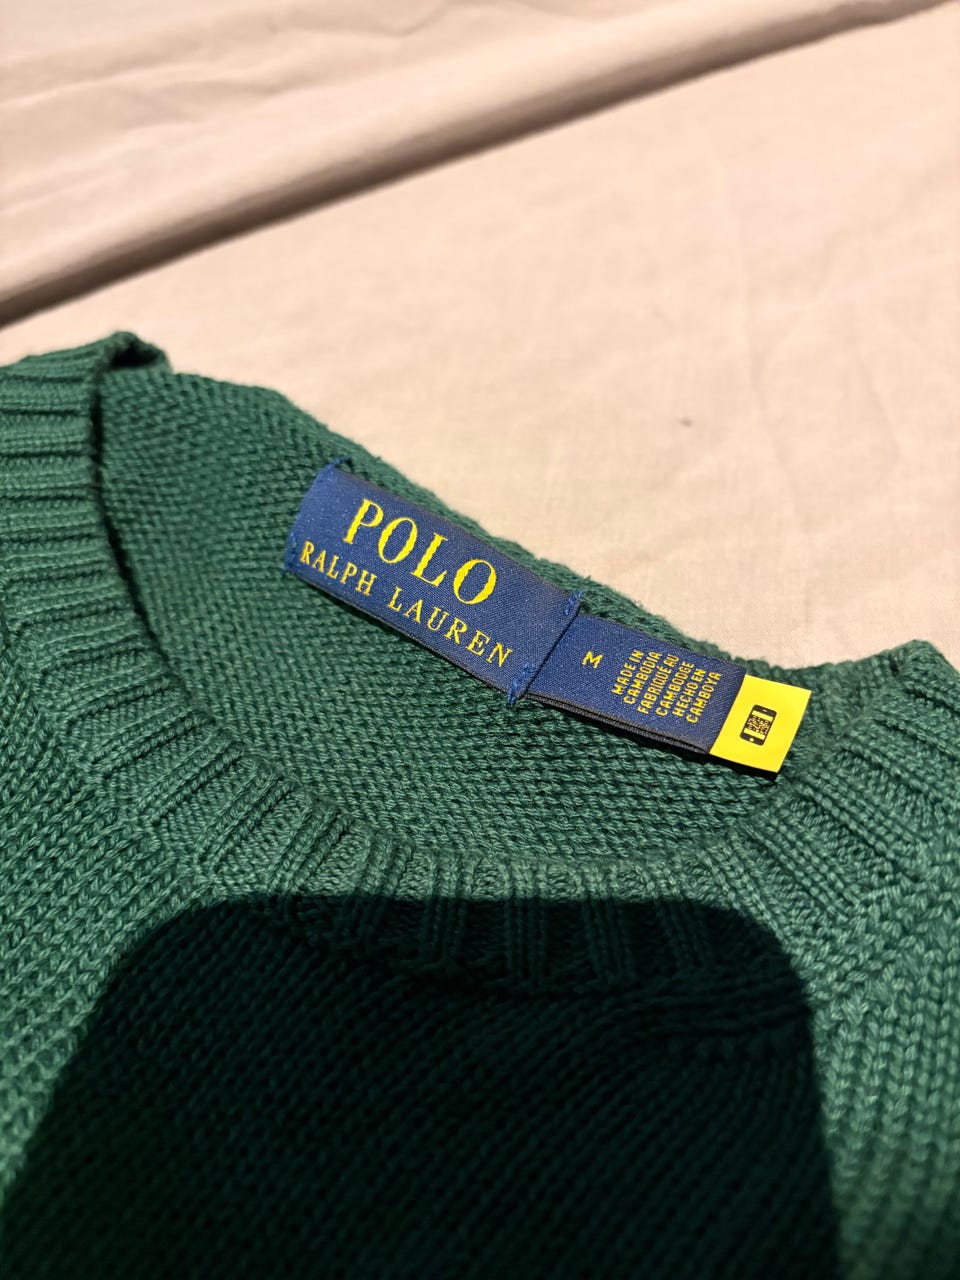 POLO
RALPH LAUREN
M
MADE IN
CAMBODIA
FABRIQUÉ AU
CAMBODGE
HECHO EN
CAMBOYA